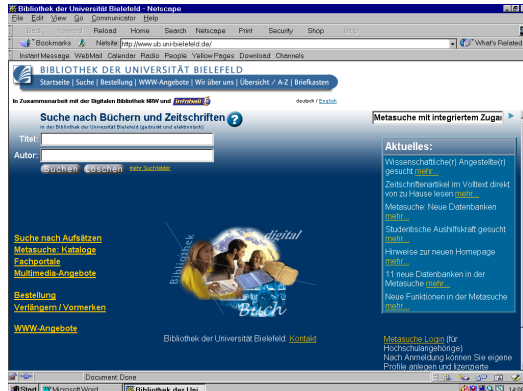 Bibliothek der Universität Bielefeld - Netscape
File Edit View Go Communicator Help
Back Forward Reload Home Search Netscape Print Security Shop Stop
Bookmarks Netsite: http://www.ub.uni-bielefeld.de/ What's Related
Instant Message WebMail Calendar Radio People Yellow Pages Download Channels
BIBLIOTHEK DER UNIVERSITÄT BIELEFELD
Startseite | Suche | Bestellung | WWW-Angebote | Wir über uns | Übersicht / A-Z | Briefkasten
In Zusammenarbeit mit der Digitalen Bibliothek NRW und infoball
deutsch / English
Suche nach Büchern und Zeitschriften ?
in der Bibliothek der Universität Bielefeld (gedruckt und elektronisch)
Titel:
Autor:
Suchen Löschen mehr Suchfelder
Metasuche mit integriertem Zugar
Aktuelles:
Wissenschaftliche(r) Angestellte(r)
gesucht mehr...
Zeitschriftenartikel im Volltext direkt
von zu Hause lesen mehr...
Metasuche: Neue Datenbanken
mehr...
Studentische Aushilfskraft gesucht
mehr...
Hinweise zur neuen Homepage
mehr...
11 neue Datenbanken in der
Metasuche mehr...
Neue Funktionen in der Metasuche
mehr...
Suche nach Aufsätzen
Metasuche: Kataloge
Fachportale
Multimedia-Angebote
Bestellung
Verlängern / Vormerken
WWW-Angebote
Bibliothek
digital
Buch
Bibliothek der Universität Bielefeld Kontakt
Metasuche Login (für
Hochschulangehörige)
Nach Anmeldung können Sie eigene
Profile anlegen und lizenzierte
Document: Done
Start Microsoft Word Bibliothek der Uni...